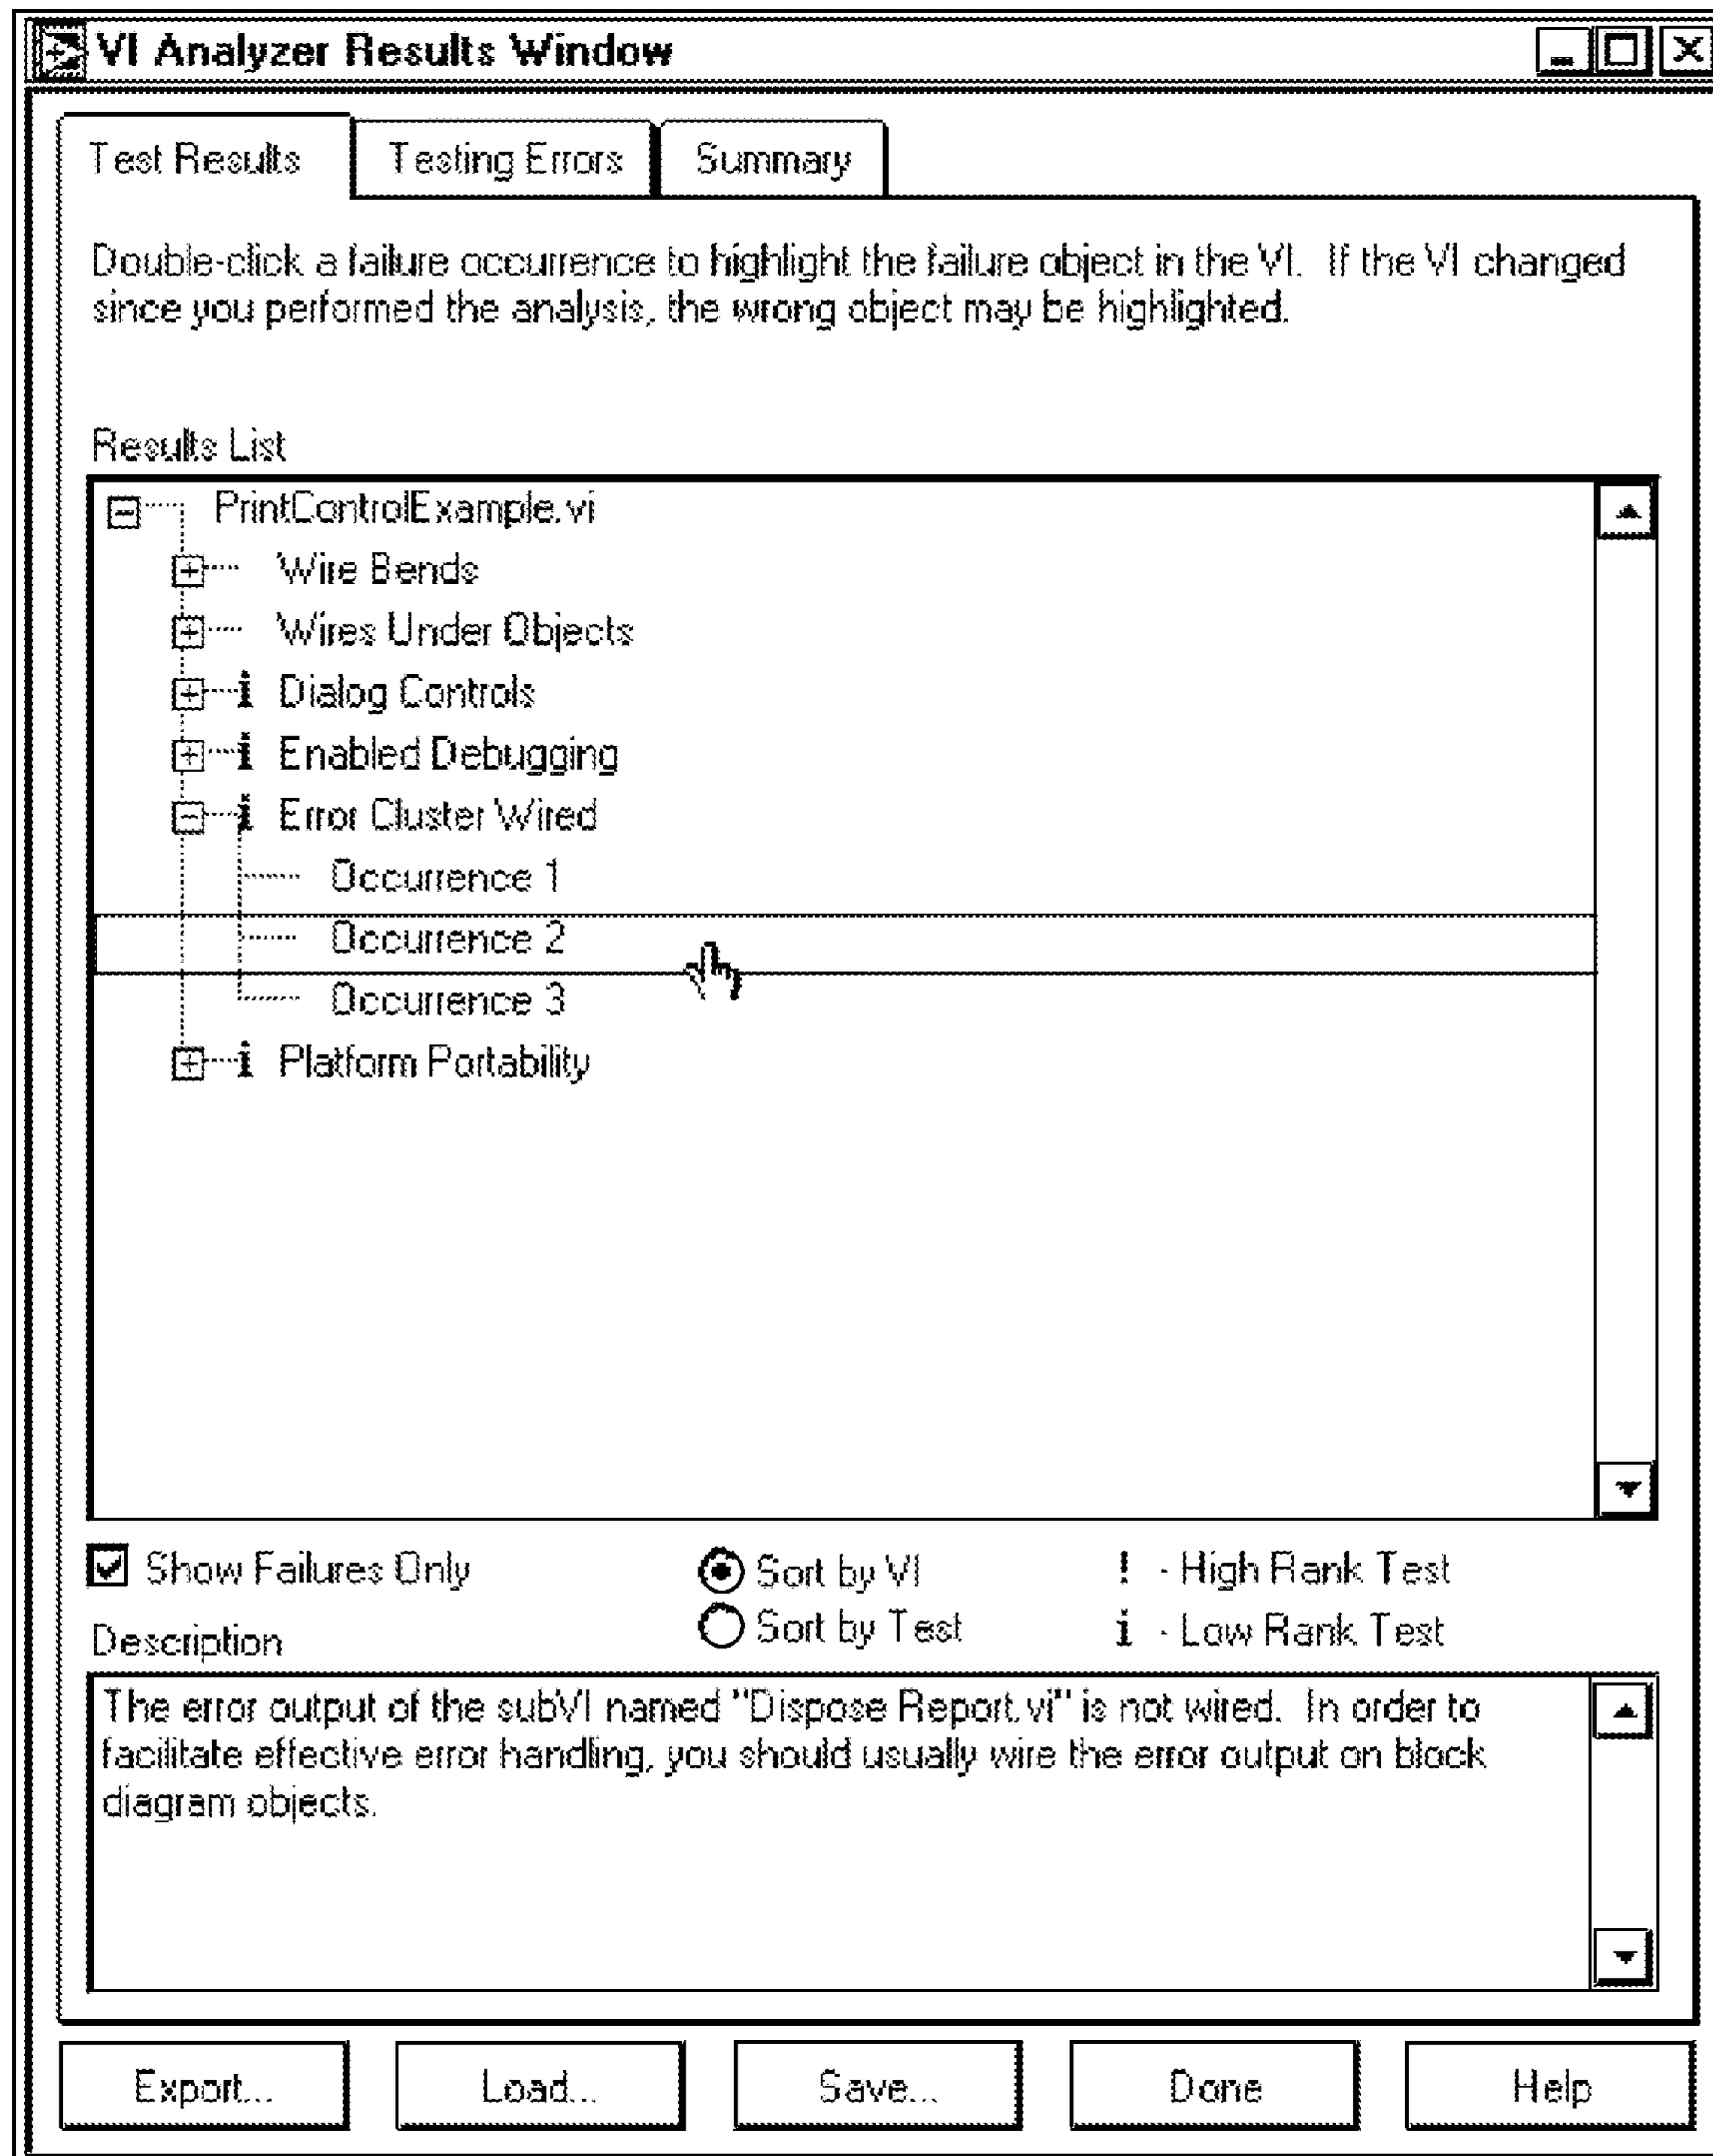 VI Analyzer Results Window
Test Results Testing Errors Summary
Double-click a failure occurrence to highlight the failure object in the VI. If the VI changed
since you performed the analysis, the wrong object may be highlighted.
Results List
PrintControlExample.vi
Wire Bends
Wires Under Objects
i Dialog Controls
i Enabled Debugging
i Error Cluster Wired
Occurrence 1
Occurrence 2
Occurrence 3
i Platform Portability
Show Failures Only Sort by VI ! - High Rank Test
Sort by Test i - Low Rank Test
Description
The error output of the subVI named "Dispose Report.vi" is not wired. In order to
facilitate effective error handling, you should usually wire the error output on block
diagram objects.
Export... Load... Save... Done Help